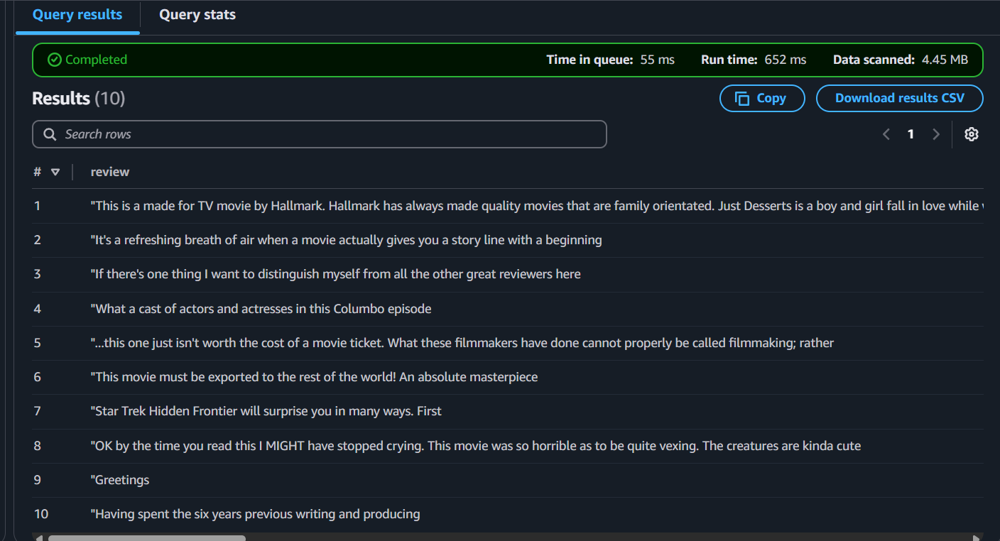 Query results Query stats
Completed Time in queue: 55 ms Run time: 652 ms Data scanned: 4.45 MB
Results (10) Copy Download results CSV
Search rows 1
# review
1 "This is a made for TV movie by Hallmark. Hallmark has always made quality movies that are family orientated. Just Desserts is a boy and girl fall in love while
2 "It's a refreshing breath of air when a movie actually gives you a story line with a beginning
3 "If there's one thing I want to distinguish myself from all the other great reviewers here
4 "What a cast of actors and actresses in this Columbo episode
5 "...this one just isn't worth the cost of a movie ticket. What these filmmakers have done cannot properly be called filmmaking; rather
6 "This movie must be exported to the rest of the world! An absolute masterpiece
7 "Star Trek Hidden Frontier will surprise you in many ways. First
8 "OK by the time you read this I MIGHT have stopped crying. This movie was so horrible as to be quite vexing. The creatures are kinda cute
9 "Greetings
10 "Having spent the six years previous writing and producing